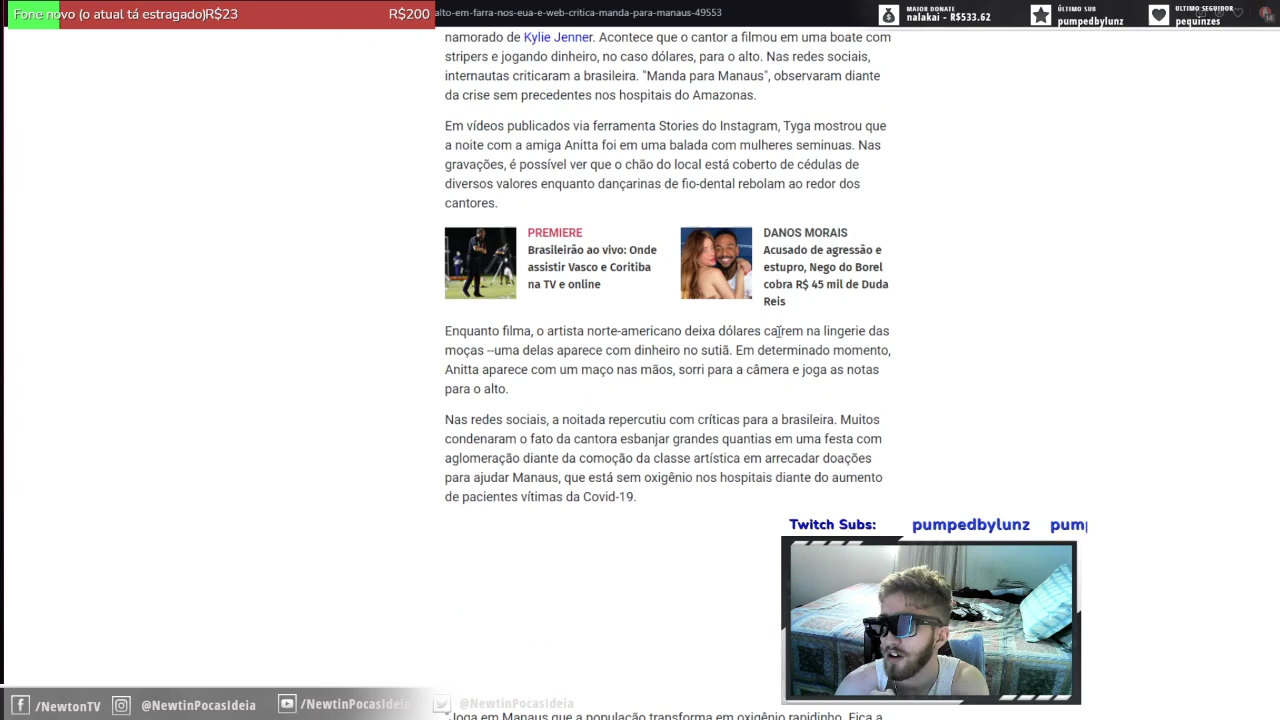 Fone novo (o atual tá estragado)R$23
R$200
alto-em-farra-nos-eua-e-web-critica-manda-para-manaus-49553
MAIOR DONATE
nalakai - R$533.62
ÚLTIMO SUB
pumpedbylunz
ÚLTIMO SEGUIDOR
pequinzes
namorado de Kylie Jenner. Acontece que o cantor a filmou em uma boate com
stripers e jogando dinheiro, no caso dólares, para o alto. Nas redes sociais,
internautas criticaram a brasileira. "Manda para Manaus", observaram diante
da crise sem precedentes nos hospitais do Amazonas.
Em vídeos publicados via ferramenta Stories do Instagram, Tyga mostrou que
a noite com a amiga Anitta foi em uma balada com mulheres seminuas. Nas
gravações, é possível ver que o chão do local está coberto de cédulas de
diversos valores enquanto dançarinas de fio-dental rebolam ao redor dos
cantores.
PREMIERE
Brasileirão ao vivo: Onde
assistir Vasco e Coritiba
na TV e online
DANOS MORAIS
Acusado de agressão e
estupro, Nego do Borel
cobra R$ 45 mil de Duda
Reis
Enquanto filma, o artista norte-americano deixa dólares caírem na lingerie das
moças --uma delas aparece com dinheiro no sutiã. Em determinado momento,
Anitta aparece com um maço nas mãos, sorri para a câmera e joga as notas
para o alto.
Nas redes sociais, a noitada repercutiu com críticas para a brasileira. Muitos
condenaram o fato da cantora esbanjar grandes quantias em uma festa com
aglomeração diante da comoção da classe artística em arrecadar doações
para ajudar Manaus, que está sem oxigênio nos hospitais diante do aumento
de pacientes vítimas da Covid-19.
Twitch Subs: pumpedbylunz pump
/NewtonTV @NewtinPocasIdeia /NewtinPocasIdeia @NewtinPocasIdeia
"Joga em Manaus que a população transforma em oxigênio rapidinho. Fica a